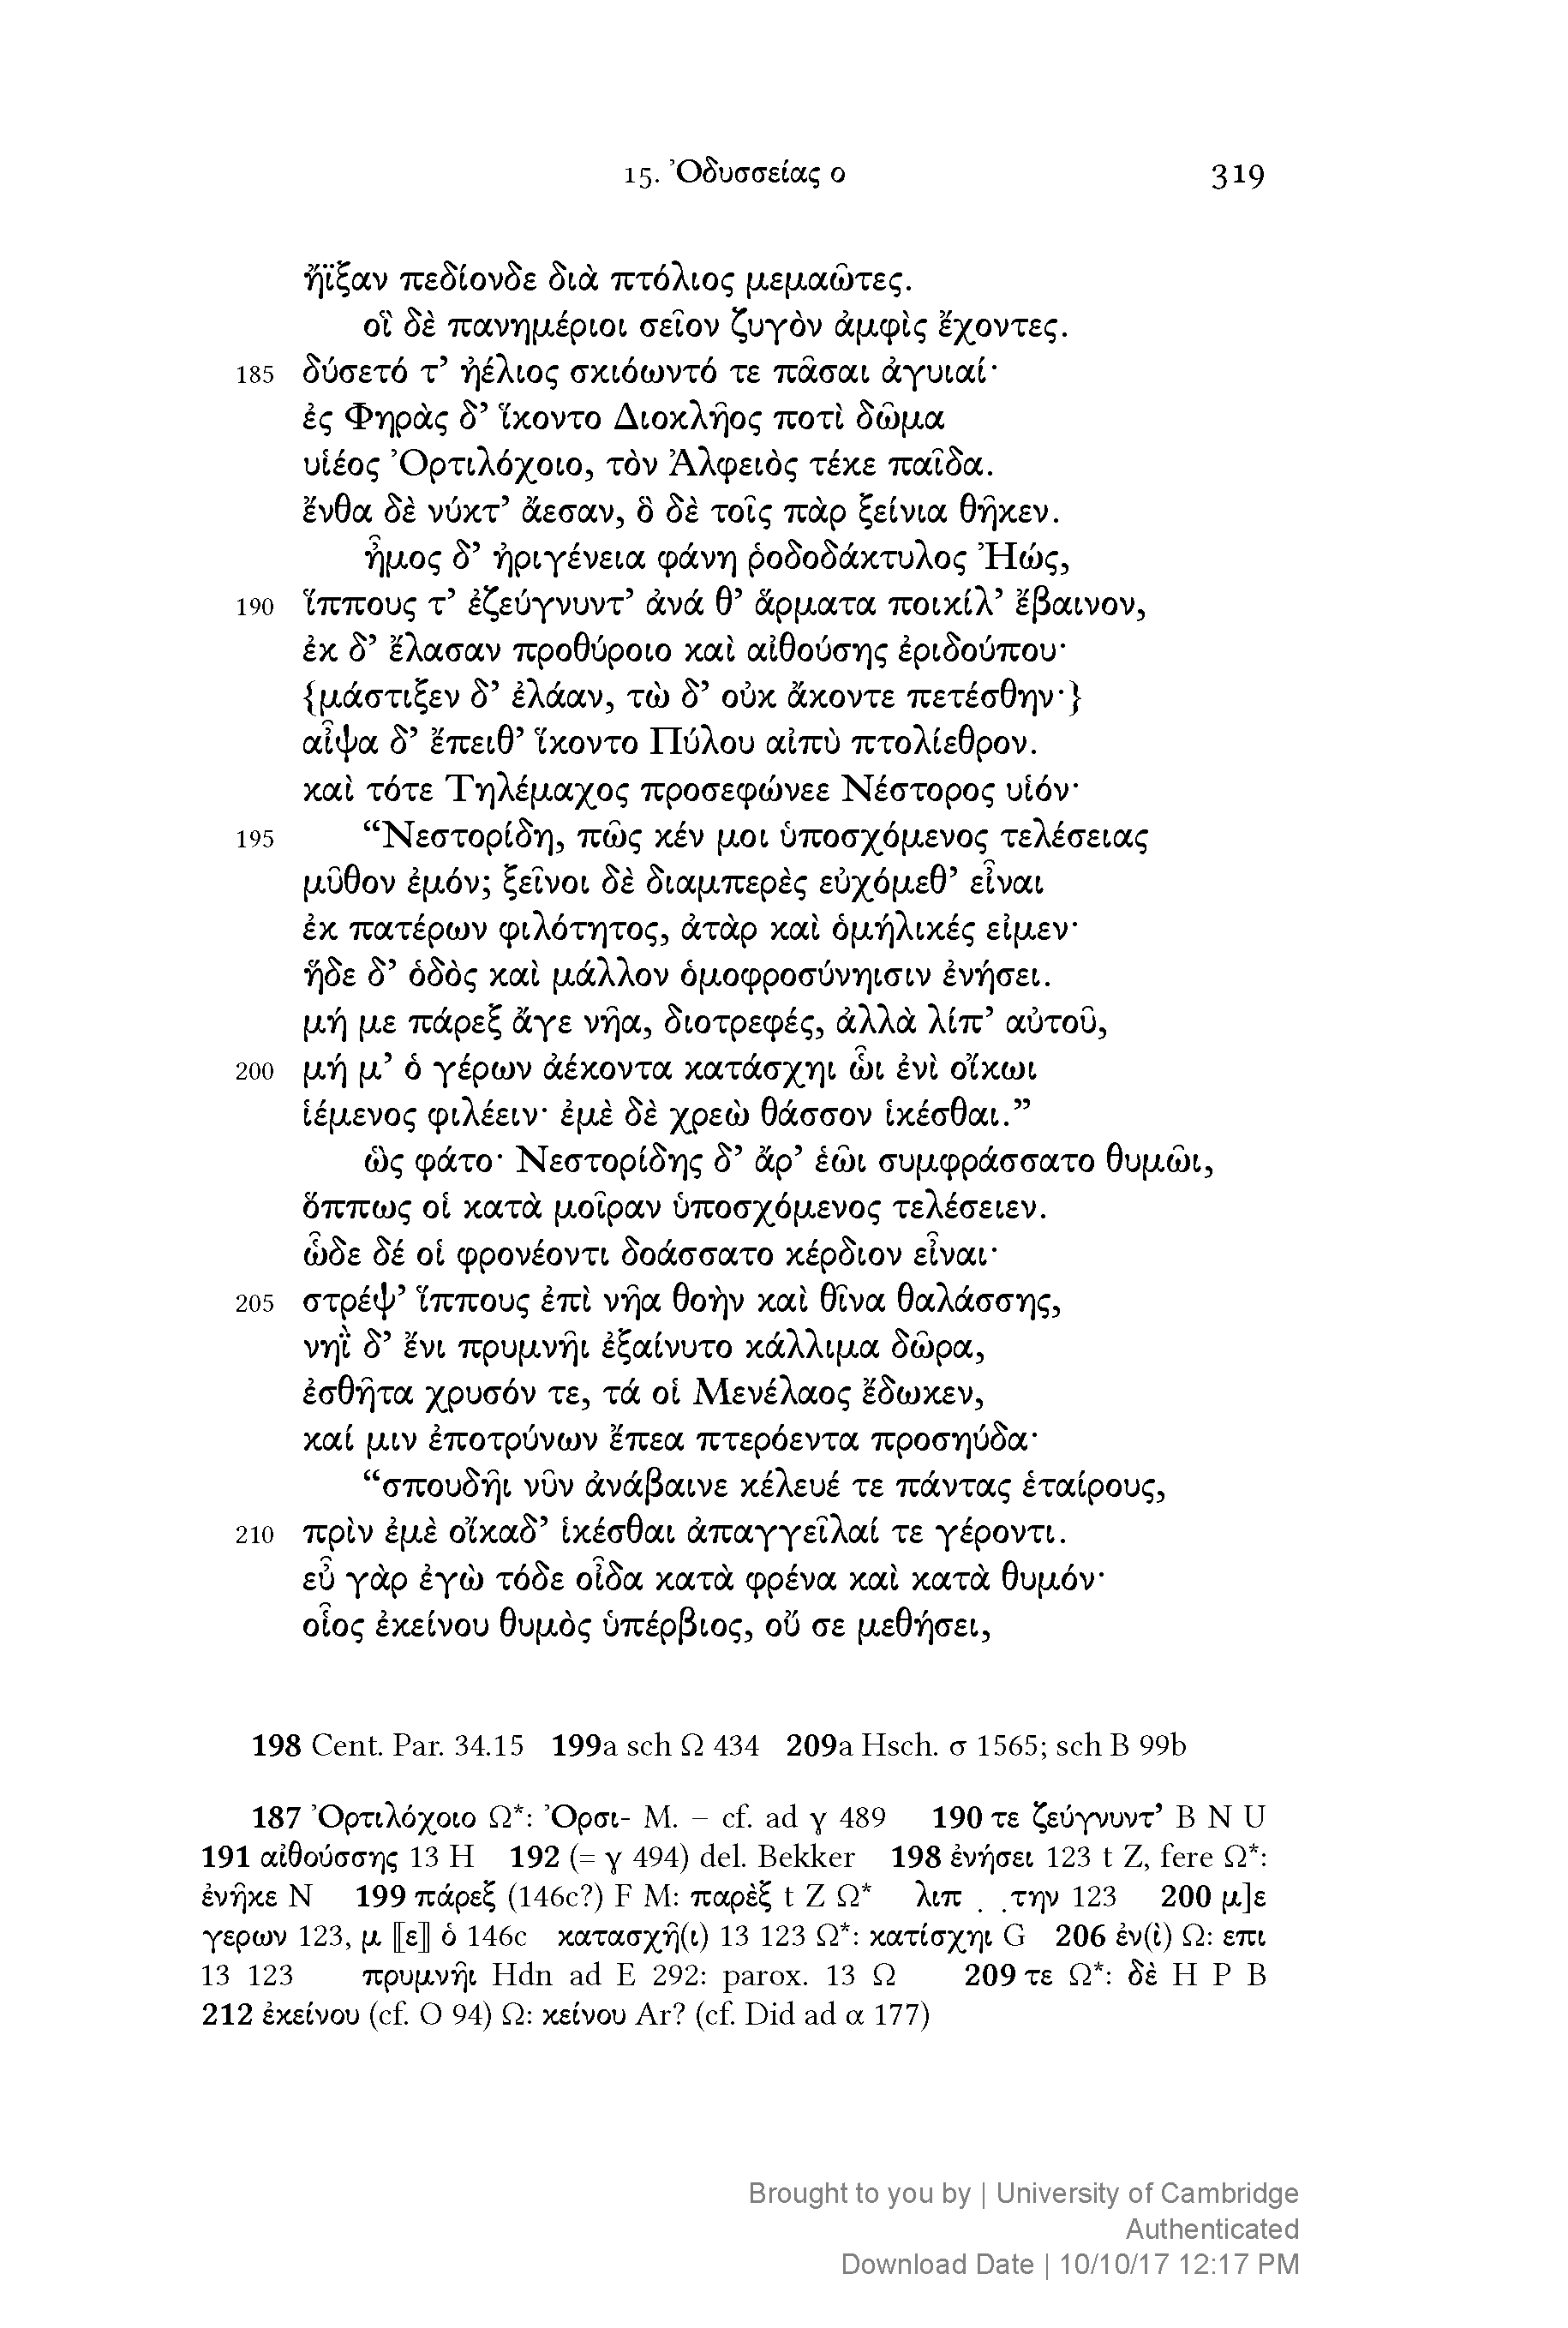 15. Ὀδυσσείας ο 319
ἤϊξαν πεδίονδε διὰ πτόλιος μεμαῶτες.
οἳ δὲ πανημέριοι σεῖον ζυγὸν ἀμφὶς ἔχοντες.
185 δύσετό τ’ ἠέλιος σκιόωντό τε πᾶσαι ἀγυιαί·
ἐς Φηρὰς δ’ ἵκοντο Διοκλῆος ποτὶ δῶμα
υἱέος Ὀρτιλόχοιο, τὸν Ἀλφειὸς τέκε παῖδα.
ἔνθα δὲ νύκτ’ ἄεσαν, ὃ δὲ τοῖς πὰρ ξείνια θῆκεν.
ἦμος δ’ ἠριγένεια φάνη ῥοδοδάκτυλος Ἠώς,
190 ἵππους τ’ ἐζεύγνυντ’ ἀνά θ’ ἅρματα ποικίλ’ ἔβαινον,
ἐκ δ’ ἔλασαν προθύροιο καὶ αἰθούσης ἐριδούπου·
{μάστιξεν δ’ ἐλάαν, τὼ δ’ οὐκ ἄκοντε πετέσθην·}
αἶψα δ’ ἔπειθ’ ἵκοντο Πύλου αἰπὺ πτολίεθρον.
καὶ τότε Τηλέμαχος προσεφώνεε Νέστορος υἱόν·
195 “Νεστορίδη, πῶς κέν μοι ὑποσχόμενος τελέσειας
μῦθον ἐμόν; ξεῖνοι δὲ διαμπερὲς εὐχόμεθ’ εἶναι
ἐκ πατέρων φιλότητος, ἀτὰρ καὶ ὁμήλικές εἰμεν·
ἥδε δ’ ὁδὸς καὶ μάλλον ὁμοφροσύνηισιν ἐνήσει.
μή με πάρεξ ἄγε νῆα, διοτρεφές, ἀλλὰ λίπ’ αὐτοῦ,
200 μή μ’ ὁ γέρων ἀέκοντα κατάσχηι ὧι ἐνὶ οἴκωι
ἱέμενος φιλέειν· ἐμὲ δὲ χρεὼ θάσσον ἱκέσθαι.”
ὣς φάτο· Νεστορίδης δ’ ἄρ’ ἑῶι συμφράσσατο θυμῶι,
ὅππως οἱ κατὰ μοῖραν ὑποσχόμενος τελέσειεν.
ὧδε δέ οἱ φρονέοντι δοάσσατο κέρδιον εἶναι·
205 στρέψ’ ἵππους ἐπὶ νῆα θοὴν καὶ θῖνα θαλάσσης,
νηῒ δ’ ἔνι πρυμνῆι ἐξαίνυτο κάλλιμα δῶρα,
ἐσθῆτα χρυσόν τε, τά οἱ Μενέλαος ἔδωκεν,
καί μιν ἐποτρύνων ἔπεα πτερόεντα προσηύδα·
“σπουδῆι νῦν ἀνάβαινε κέλευέ τε πάντας ἑταίρους,
210 πρὶν ἐμὲ οἴκαδ’ ἱκέσθαι ἀπαγγεῖλαί τε γέροντι.
εὖ γὰρ ἐγὼ τόδε οἶδα κατὰ φρένα καὶ κατὰ θυμόν·
οἷος ἐκείνου θυμὸς ὑπέρβιος, οὔ σε μεθήσει,
198 Cent. Par. 34.15 199a sch Ω 434 209a Hsch. σ 1565; sch B 99b
187 Ὀρτιλόχοιο Ω*: Ὀρσι- M. – cf. ad γ 489 190 τε ζεύγνυντ’ B N U
191 αἰθούσσης 13 H 192 (= γ 494) del. Bekker 198 ἐνήσει 123 t Z, fere Ω*:
ἐνῆκε N 199 πάρεξ (146c?) F M: παρὲξ t Z Ω* λιπ ̣ ̣την 123 200 μ]ε
γερων 123, μ ⟦ε⟧ ὁ 146c κατασχῆ(ι) 13 123 Ω*: κατίσχηι G 206 ἐν(ὶ) Ω: επι
13 123 πρυμνῆι Hdn ad E 292: parox. 13 Ω 209 τε Ω*: δὲ H P B
212 ἐκείνου (cf. O 94) Ω: κείνου Ar? (cf. Did ad α 177)
Brought to you by | University of Cambridge
Authenticated
Download Date | 10/10/17 12:17 PM